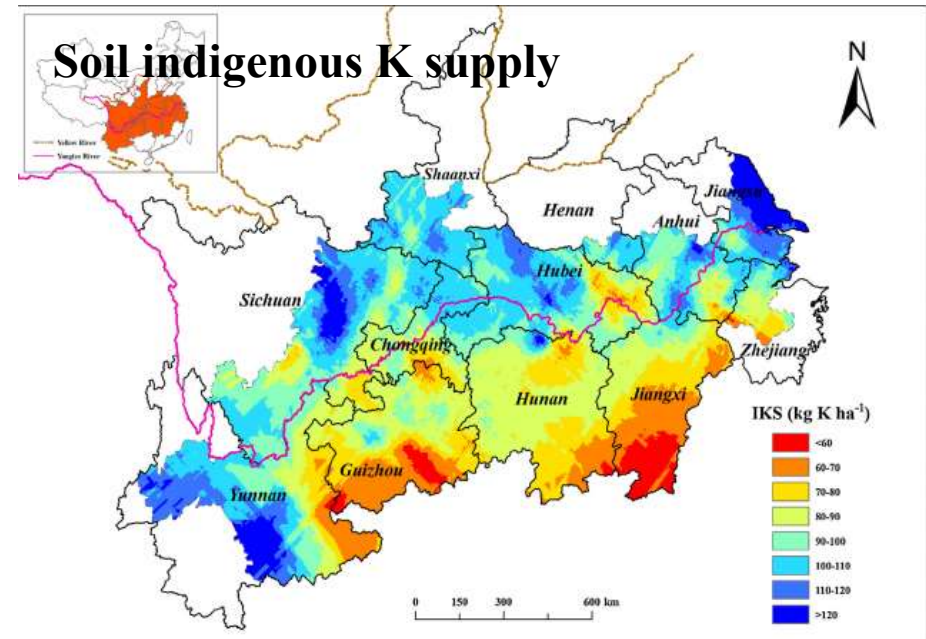 Soil indigenous K supply
N
Yellow River
Yangtze River
Shaanxi
Henan
Jiangsu
Anhui
Hubei
Sichuan
Chongqing
Zhejiang
Hunan
Jiangxi
Guizhou
Yunnan
IKS (kg K ha⁻¹)
<60
60-70
70-80
80-90
90-100
100-110
110-120
>120
0 150 300 600 km